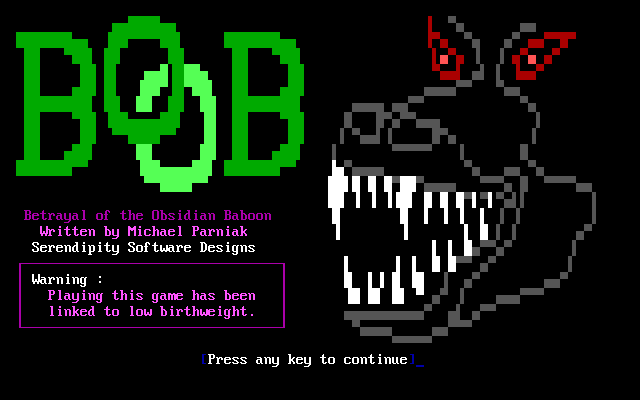 BOOB
Betrayal of the Obsidian Baboon
Written by Michael Parniak
Serendipity Software Designs
Warning :
Playing this game has been
linked to low birthweight.
[Press any key to continue]_